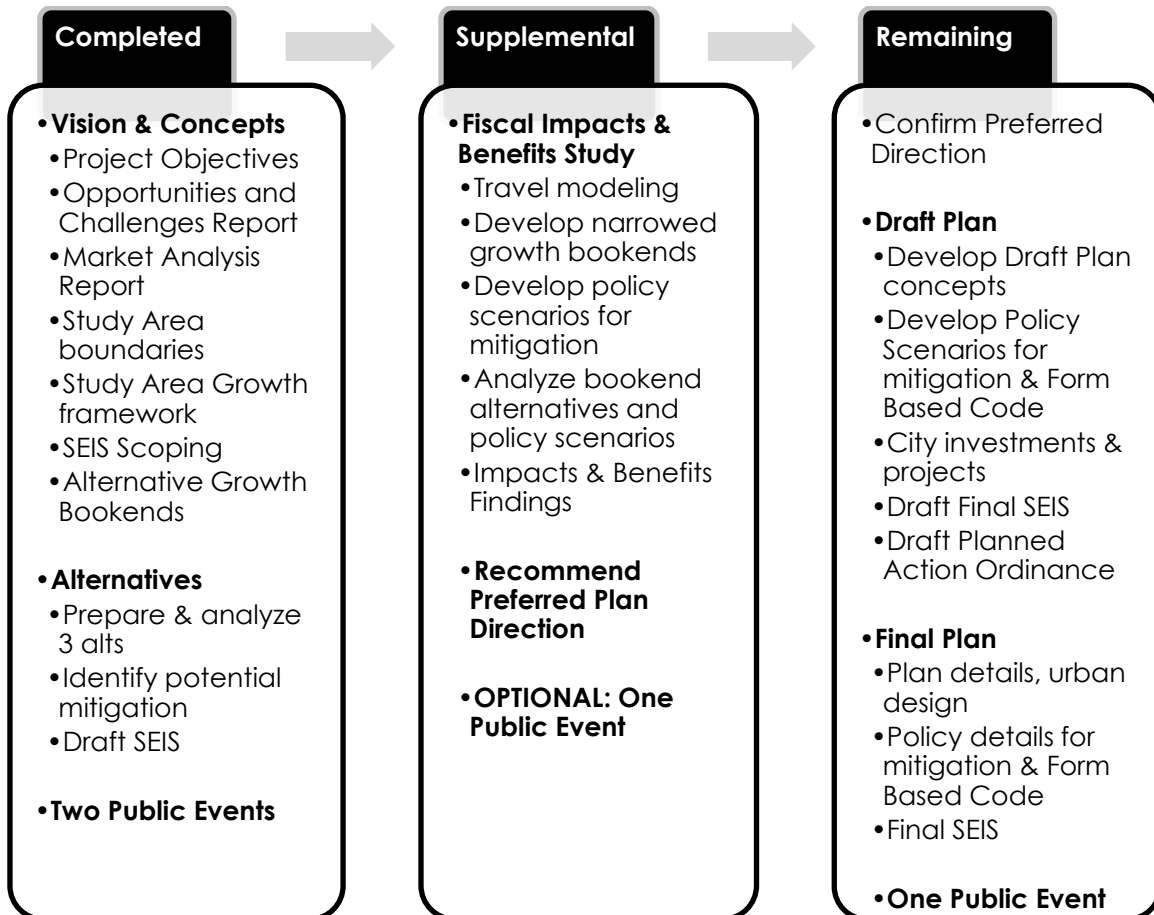 Completed
•Vision & Concepts
•Project Objectives
•Opportunities and
Challenges Report
•Market Analysis
Report
•Study Area
boundaries
•Study Area Growth
framework
•SEIS Scoping
•Alternative Growth
Bookends
•Alternatives
•Prepare & analyze
3 alts
•Identify potential
mitigation
•Draft SEIS
•Two Public Events
Supplemental
•Fiscal Impacts &
Benefits Study
•Travel modeling
•Develop narrowed
growth bookends
•Develop policy
scenarios for
mitigation
•Analyze bookend
alternatives and
policy scenarios
•Impacts & Benefits
Findings
•Recommend
Preferred Plan
Direction
•OPTIONAL: One
Public Event
Remaining
•Confirm Preferred
Direction
•Draft Plan
•Develop Draft Plan
concepts
•Develop Policy
Scenarios for
mitigation & Form
Based Code
•City investments &
projects
•Draft Final SEIS
•Draft Planned
Action Ordinance
•Final Plan
•Plan details, urban
design
•Policy details for
mitigation & Form
Based Code
•Final SEIS
•One Public Event